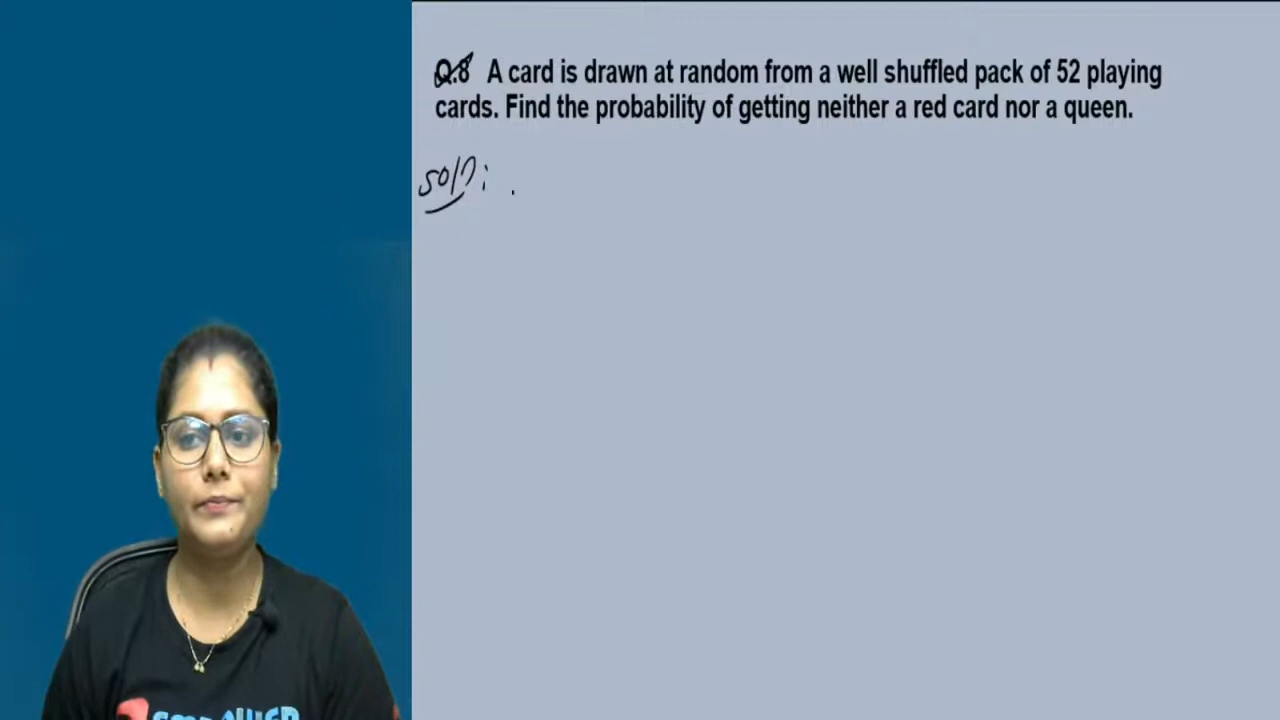 Q.8 A card is drawn at random from a well shuffled pack of 52 playing
cards. Find the probability of getting neither a red card nor a queen.
Soln: